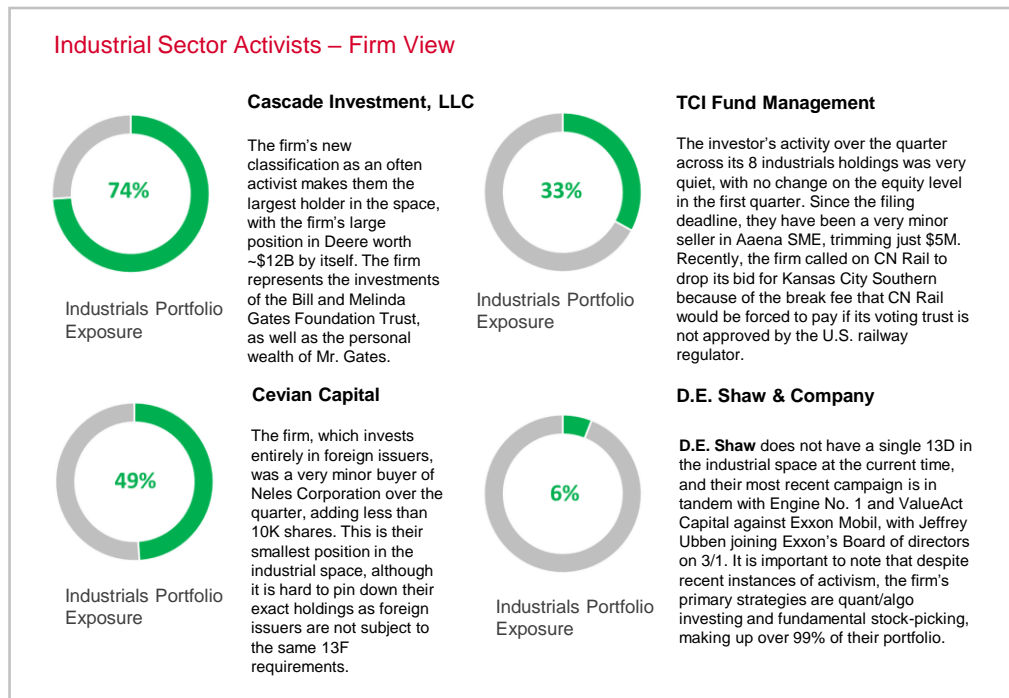 Industrial Sector Activists – Firm View
Cascade Investment, LLC
74%
Industrials Portfolio
Exposure
The firm's new
classification as an often
activist makes them the
largest holder in the space,
with the firm's large
position in Deere worth
~$12B by itself. The firm
represents the investments
of the Bill and Melinda
Gates Foundation Trust,
as well as the personal
wealth of Mr. Gates.
TCI Fund Management
33%
Industrials Portfolio
Exposure
The investor's activity over the quarter
across its 8 industrials holdings was very
quiet, with no change on the equity level
in the first quarter. Since the filing
deadline, they have been a very minor
seller in Aaena SME, trimming just $5M.
Recently, the firm called on CN Rail to
drop its bid for Kansas City Southern
because of the break fee that CN Rail
would be forced to pay if its voting trust is
not approved by the U.S. railway
regulator.
Cevian Capital
49%
Industrials Portfolio
Exposure
The firm, which invests
entirely in foreign issuers,
was a very minor buyer of
Neles Corporation over the
quarter, adding less than
10K shares. This is their
smallest position in the
industrial space, although
it is hard to pin down their
exact holdings as foreign
issuers are not subject to
the same 13F
requirements.
D.E. Shaw & Company
6%
Industrials Portfolio
Exposure
D.E. Shaw does not have a single 13D in
the industrial space at the current time,
and their most recent campaign is in
tandem with Engine No. 1 and ValueAct
Capital against Exxon Mobil, with Jeffrey
Ubben joining Exxon's Board of directors
on 3/1. It is important to note that despite
recent instances of activism, the firm's
primary strategies are quant/algo
investing and fundamental stock-picking,
making up over 99% of their portfolio.